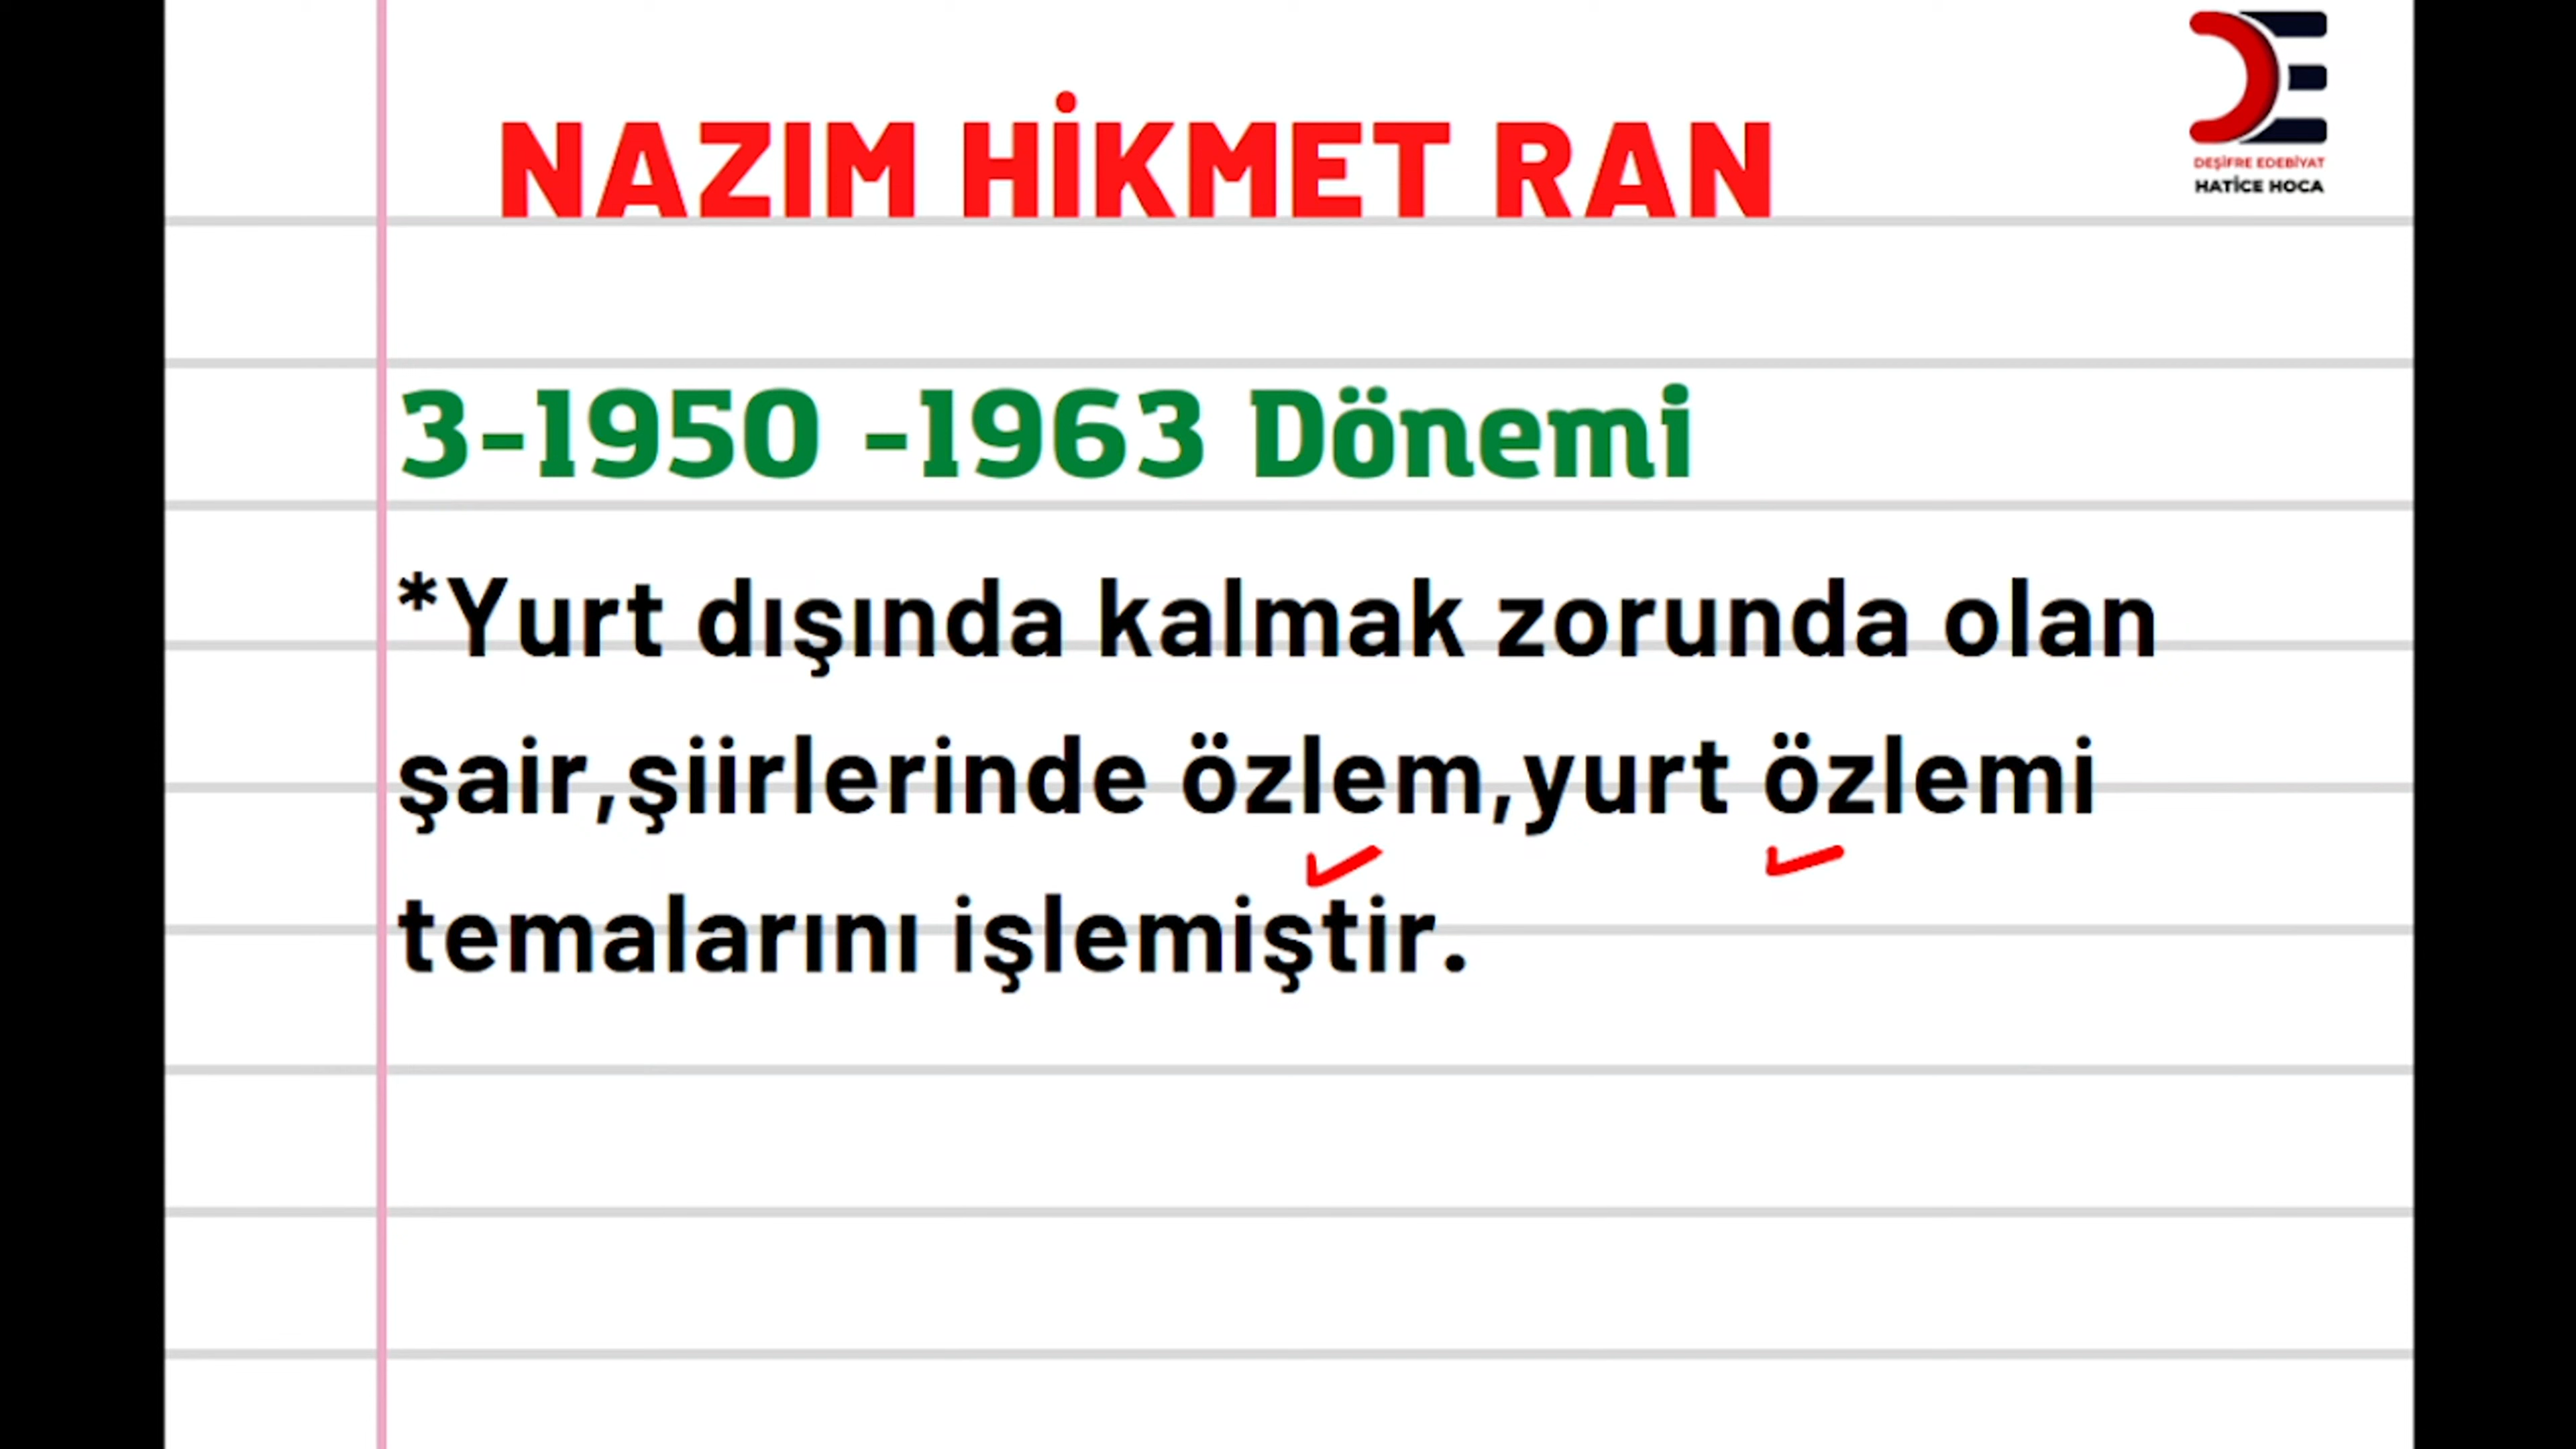 DEŞİFRE EDEBİYAT
HATİCE HOCA
NAZIM HİKMET RAN
3-1950 -1963 Dönemi
*Yurt dışında kalmak zorunda olan
şair,şiirlerinde özlem,yurt özlemi
temalarını işlemiştir.